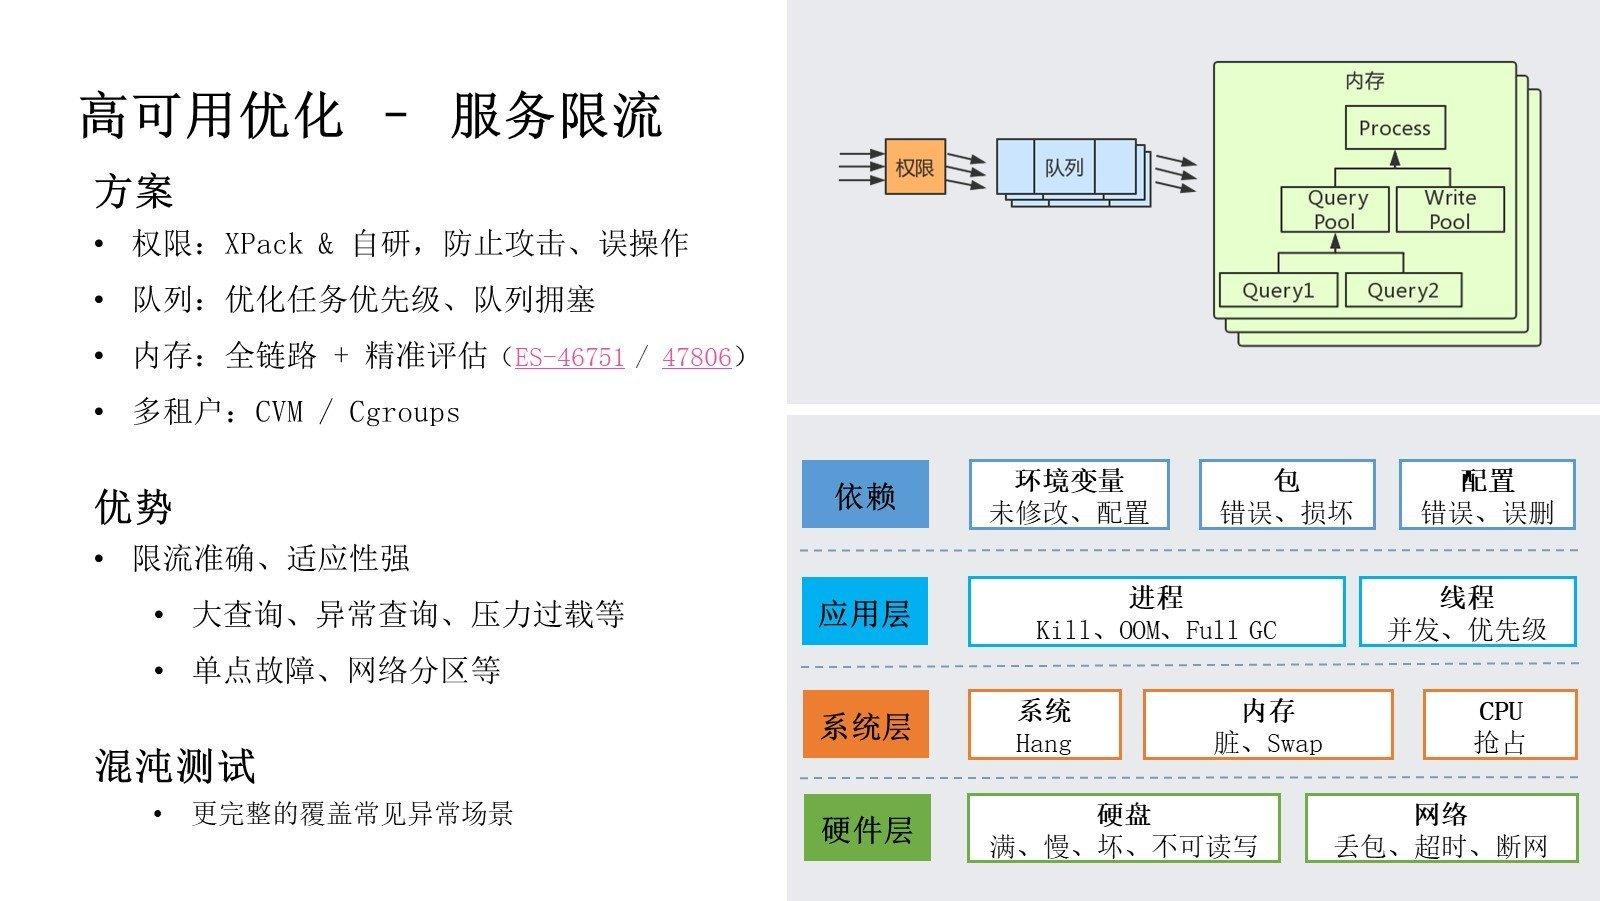 高可用优化 - 服务限流
方案
• 权限：XPack & 自研，防止攻击、误操作
• 队列：优化任务优先级、队列拥塞
• 内存：全链路 + 精准评估（ES-46751 / 47806）
• 多租户：CVM / Cgroups
优势
• 限流准确、适应性强
• 大查询、异常查询、压力过载等
• 单点故障、网络分区等
混沌测试
• 更完整的覆盖常见异常场景
权限
队列
内存
Process
Query
Pool
Write
Pool
Query1
Query2
依赖
环境变量
未修改、配置
包
错误、损坏
配置
错误、误删
应用层
进程
Kill、OOM、Full GC
线程
并发、优先级
系统层
系统
Hang
内存
脏、Swap
CPU
抢占
硬件层
硬盘
满、慢、坏、不可读写
网络
丢包、超时、断网